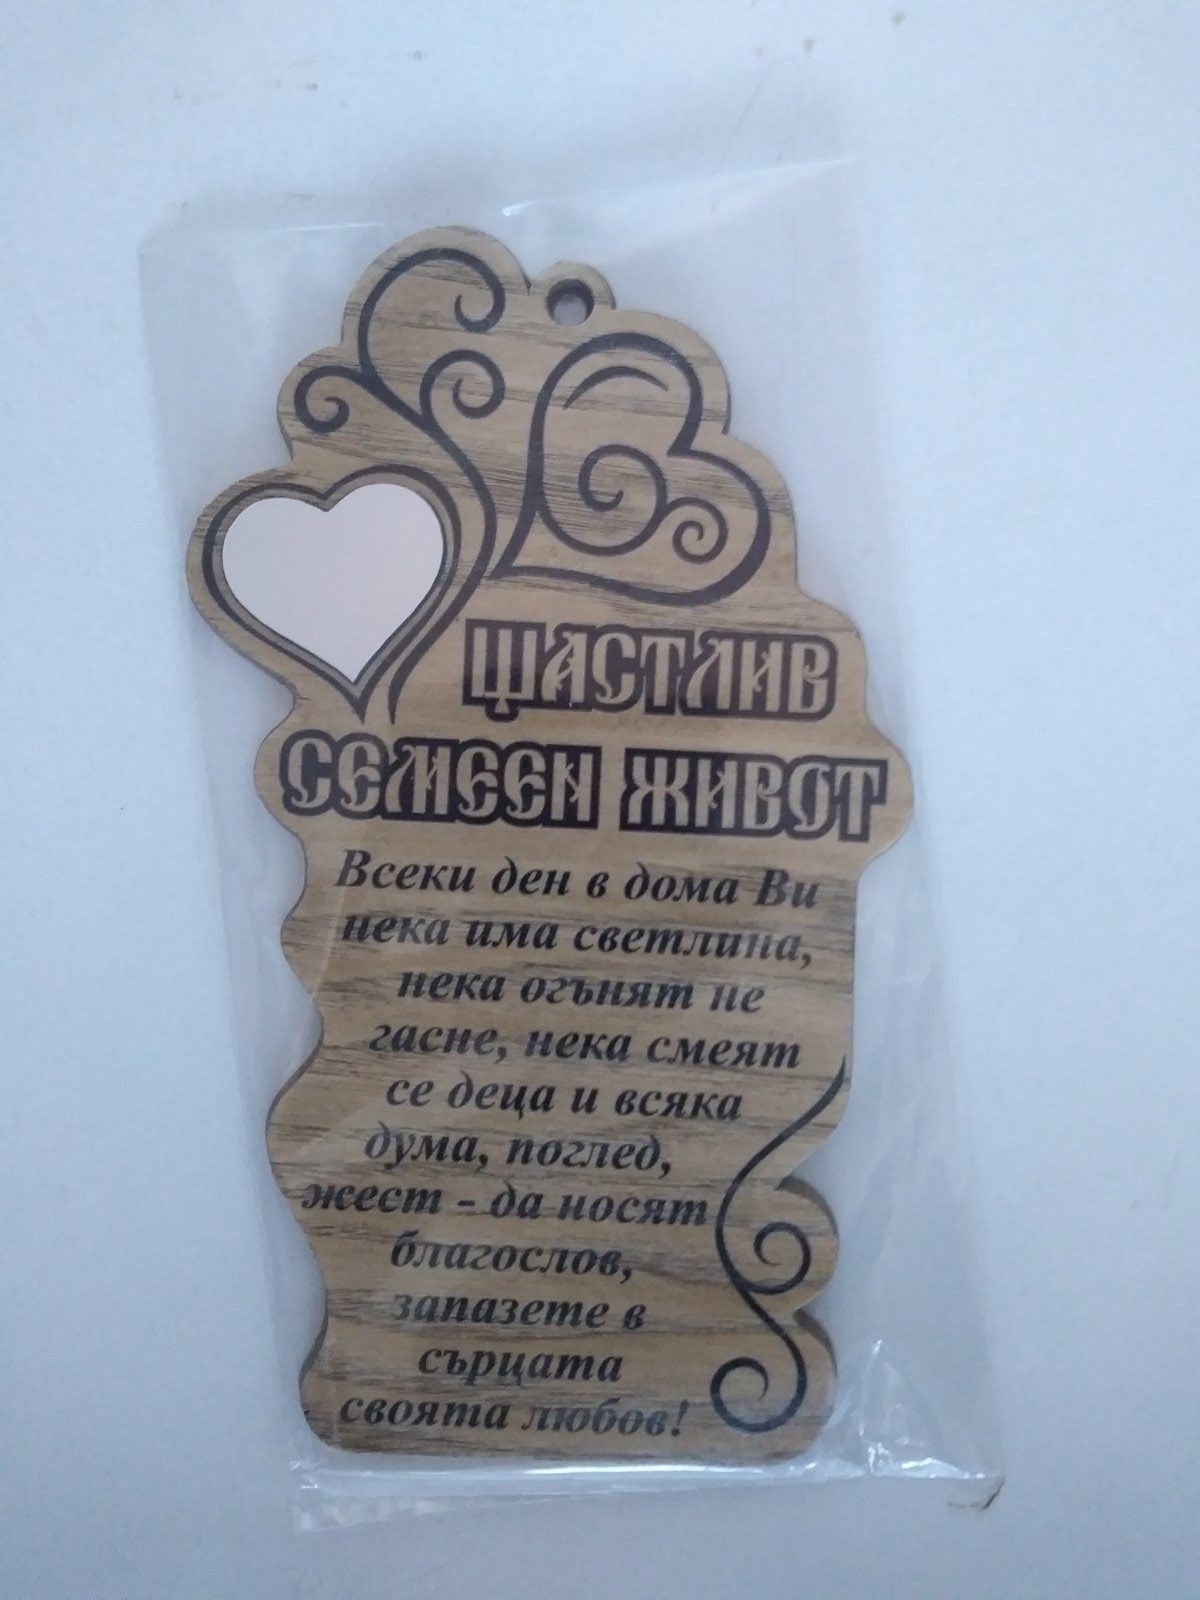 ЩАСТЛИВ
СЕМЕЕН ЖИВОТ
Всеки ден в дома Ви
нека има светлина,
нека огънят не
гасне, нека смеят
се деца и всяка
дума, поглед,
жест - да носят
благослов,
запазете в
сърцата
своята любов!